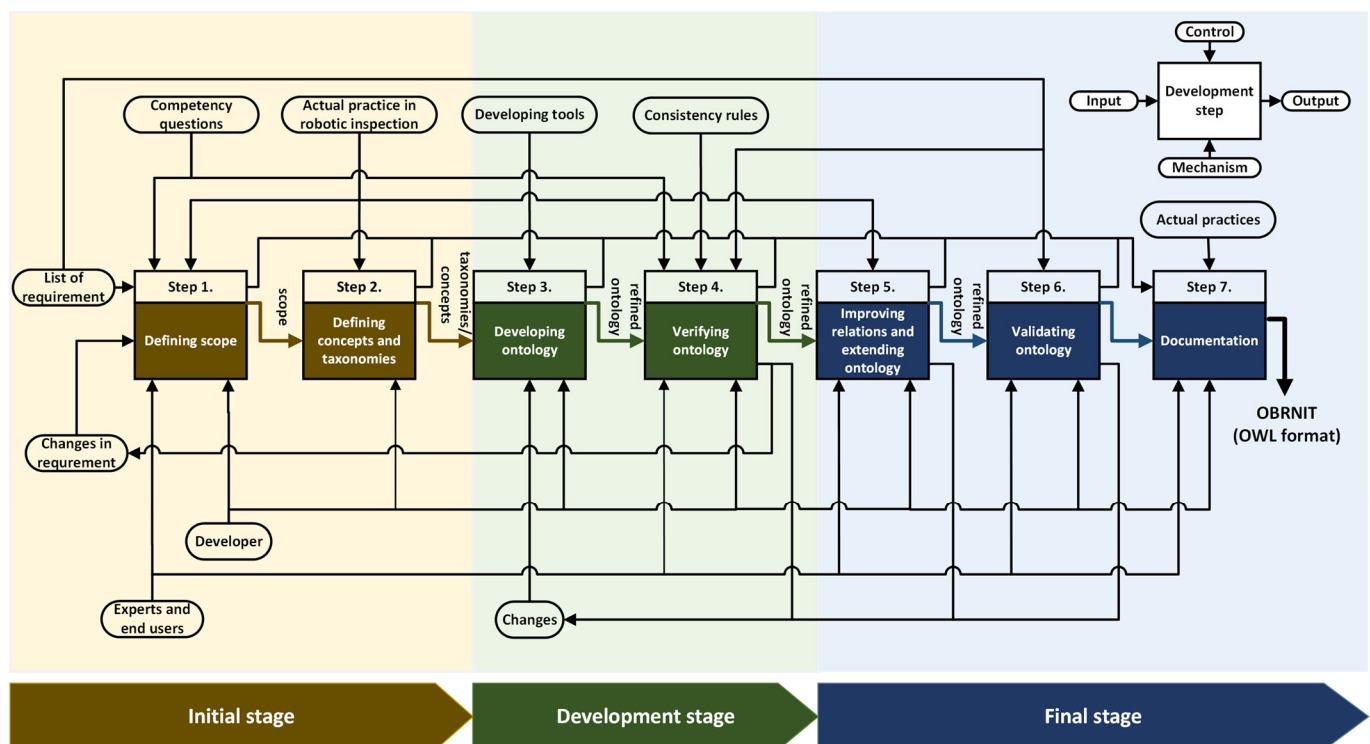 Control
Input
Development
step
Output
Mechanism
Competency
questions
Actual practice in
robotic inspection
Developing tools
Consistency rules
Actual practices
List of
requirement
Step 1.
Defining scope
scope
Step 2.
Defining
concepts and
taxonomies
taxonomies/
concepts
Step 3.
Developing
ontology
refined
ontology
Step 4.
Verifying
ontology
refined
ontology
Step 5.
Improving
relations and
extending
ontology
refined
ontology
Step 6.
Validating
ontology
Step 7.
Documentation
OBRNIT
(OWL format)
Changes in
requrement
Developer
Experts and
end users
Changes
Initial stage
Development stage
Final stage